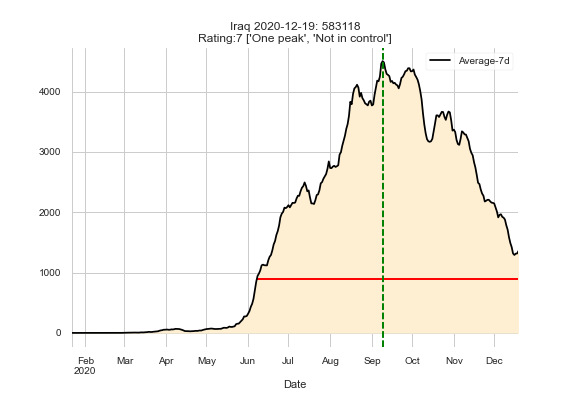 Iraq 2020-12-19: 583118
Rating:7 ['One peak', 'Not in control']
Average-7d
4000
3000
2000
1000
0
Feb Mar Apr May Jun Jul Aug Sep Oct Nov Dec
2020
Date